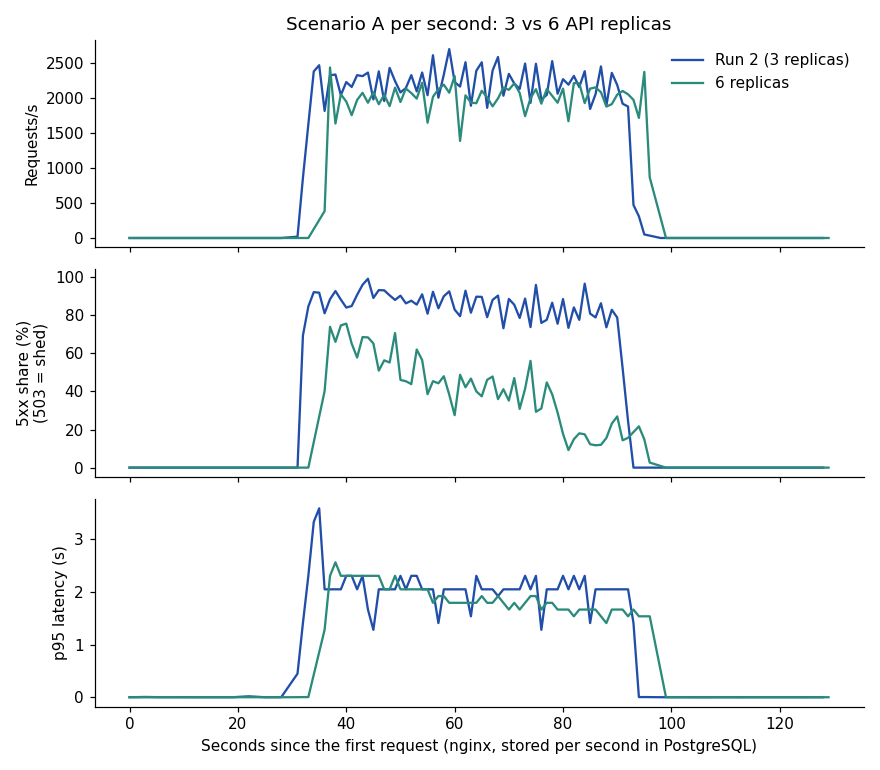 Scenario A per second: 3 vs 6 API replicas
Run 2 (3 replicas)
6 replicas
Requests/s
2500
2000
1500
1000
500
0
5xx share (%)
(503 = shed)
100
80
60
40
20
0
p95 latency (s)
3
2
1
0
0 20 40 60 80 100 120
Seconds since the first request (nginx, stored per second in PostgreSQL)